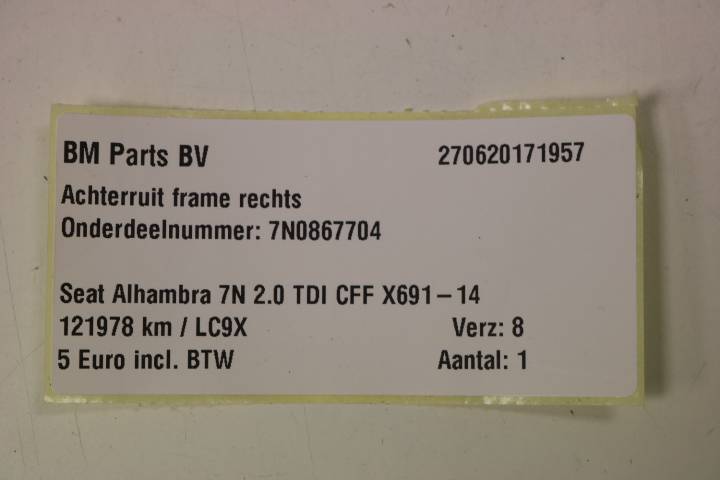 BM Parts BV 270620171957
Achterruit frame rechts
Onderdeelnummer: 7N0867704
Seat Alhambra 7N 2.0 TDI CFF X691-14
121978 km / LC9X Verz: 8
5 Euro incl. BTW Aantal: 1